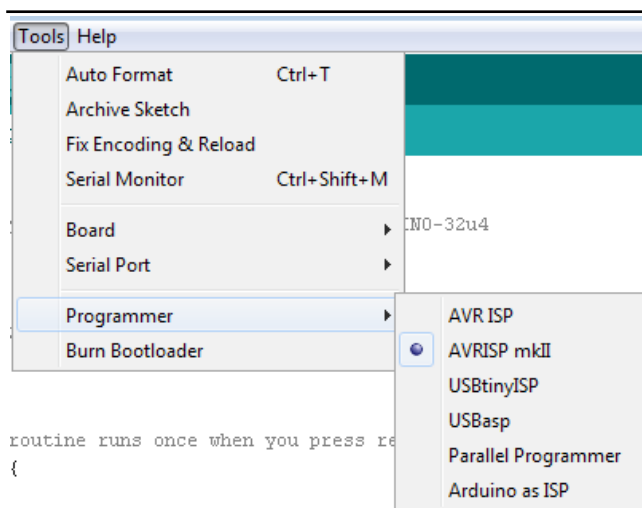 Tools Help
Auto Format Ctrl+T
Archive Sketch
Fix Encoding & Reload
Serial Monitor Ctrl+Shift+M
Board
INO-32u4
Serial Port
Programmer
AVR ISP
Burn Bootloader
AVRISP mkII
USBtinyISP
USBasp
routine runs once when you press re
Parallel Programmer
{
Arduino as ISP